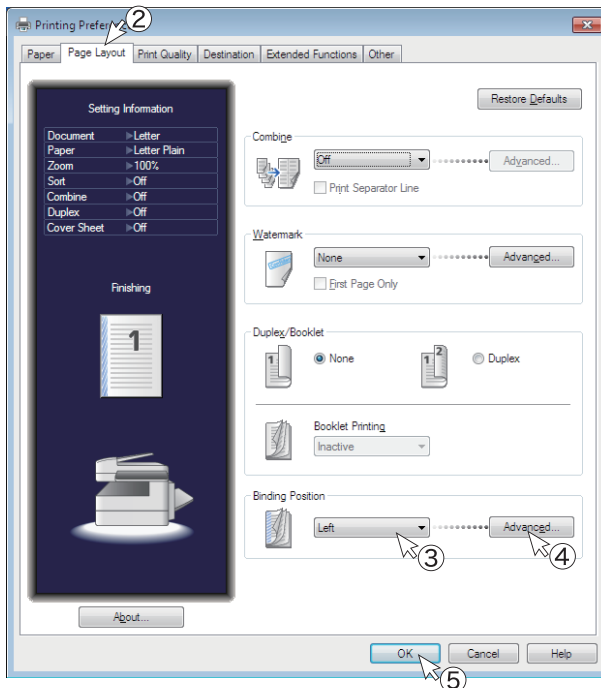 Printing Prefer
②
Paper Page Layout Print Quality Destination Extended Functions Other
Setting Information
Document Letter
Paper Letter Plain
Zoom 100%
Sort Off
Combine Off
Duplex Off
Cover Sheet Off
Finishing
1
About...
Restore Defaults
Combine
Off Advanced...
Print Separator Line
Watermark
None Advanced...
First Page Only
Duplex/Booklet
1 None 1 2 Duplex
Booklet Printing
Inactive
Binding Position
Left Advanced...
③ ④
OK Cancel Help
⑤